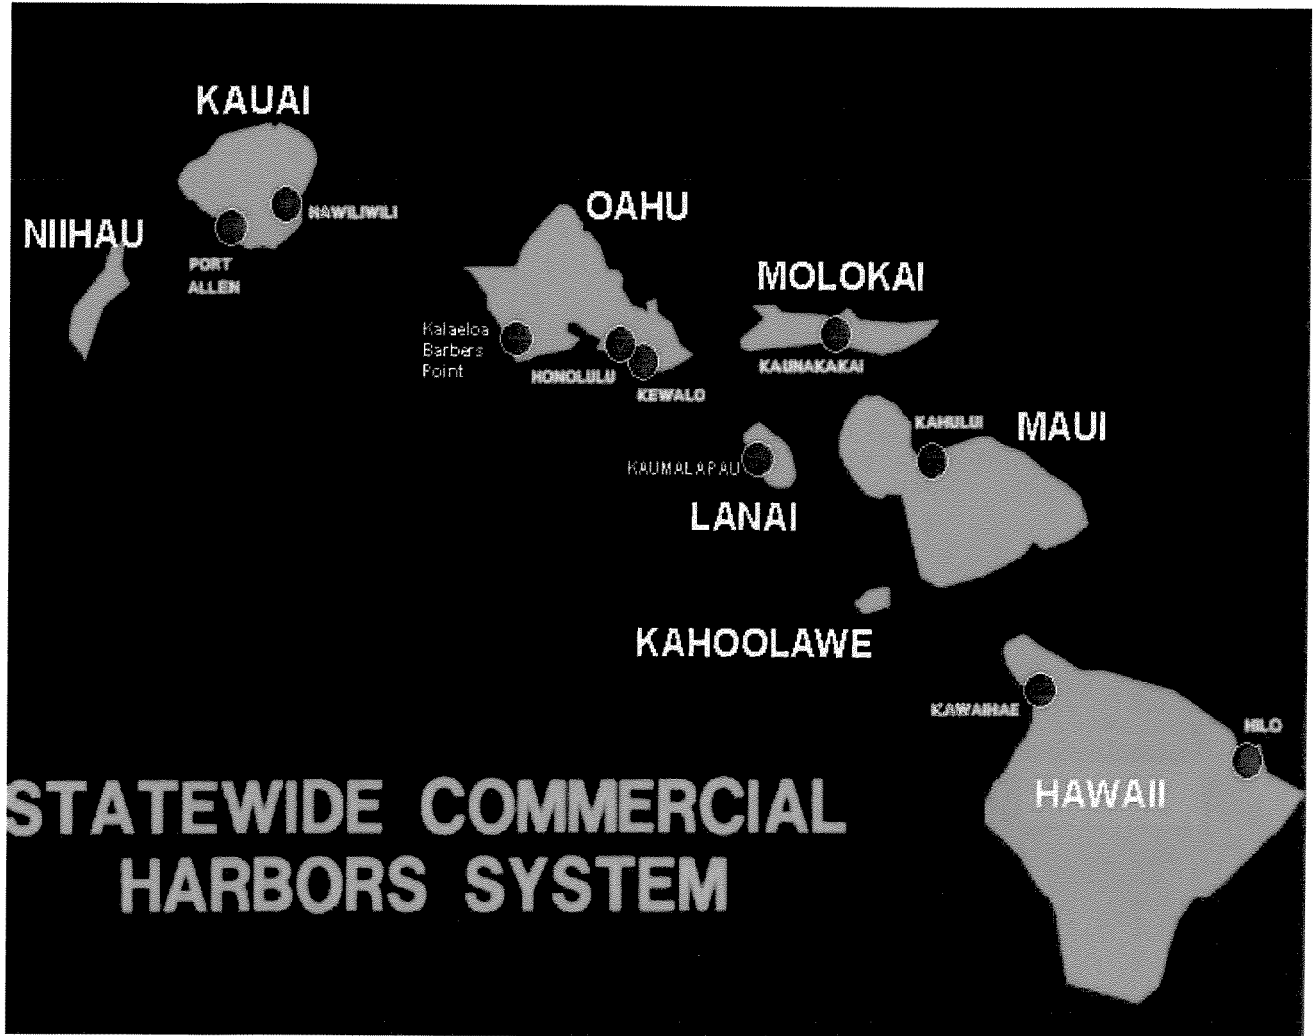 KAUAI
NAWILIWILI
NIIHAU
PORT
ALLEN
OAHU
MOLOKAI
Kalaeloa
Barbers
Point
HONOLULU
KEWALO
KAUNAKAKAI
KAHULUI
MAUI
KAUMALAPAU
LANAI
KAHOOLAWE
KAWAIHAE
HILO
HAWAII
STATEWIDE COMMERCIAL
HARBORS SYSTEM